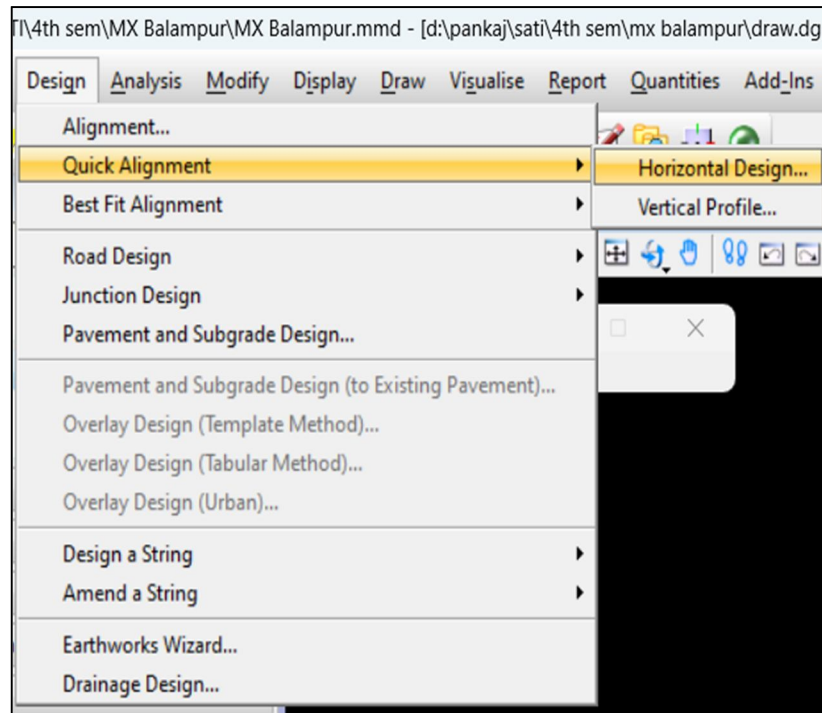 TI\4th sem\MX Balampur\MX Balampur.mmd - [d:\pankaj\sati\4th sem\mx balampur\draw.dg
Design Analysis Modify Display Draw Visualise Report Quantities Add-Ins
Alignment...
Quick Alignment
Horizontal Design...
Best Fit Alignment
Vertical Profile...
Road Design
Junction Design
Pavement and Subgrade Design...
Pavement and Subgrade Design (to Existing Pavement)...
Overlay Design (Template Method)...
Overlay Design (Tabular Method)...
Overlay Design (Urban)...
Design a String
Amend a String
Earthworks Wizard...
Drainage Design...